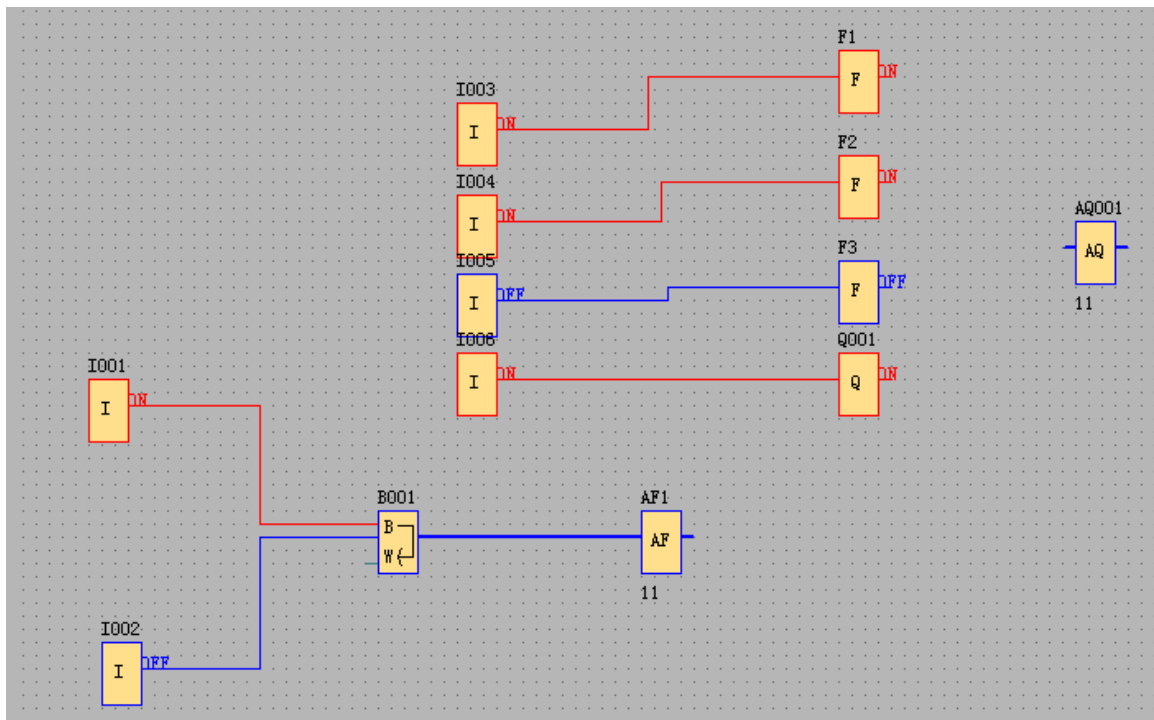 F1
F
ON
I003
I
ON
F2
F
ON
I004
I
ON
AQ001
AQ
11
F3
F
OFF
I005
I
OFF
Q001
Q
ON
I006
I
ON
I001
I
ON
B001
B
W
AF1
AF
11
I002
I
OFF